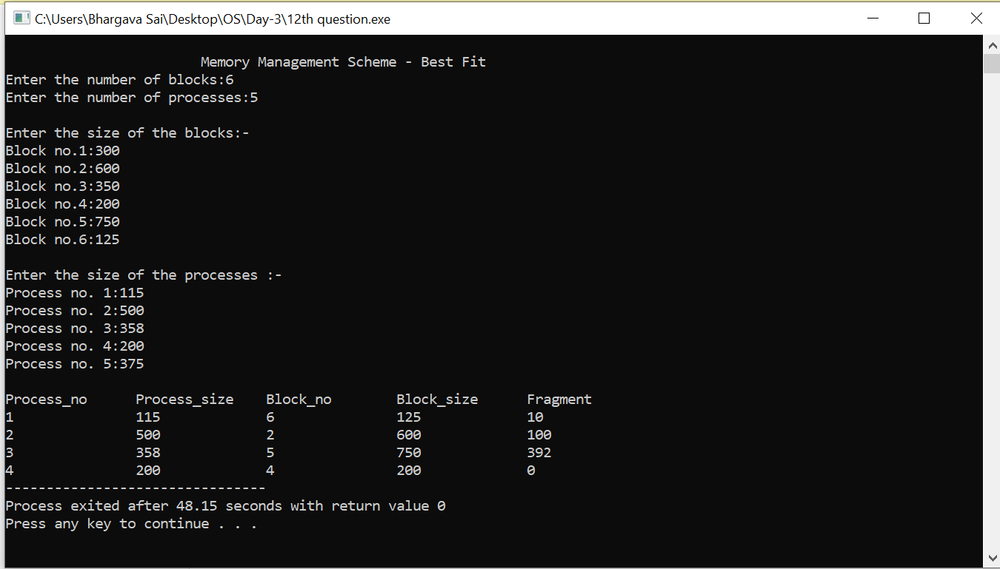 C:\Users\Bhargava Sai\Desktop\OS\Day-3\12th question.exe
Memory Management Scheme - Best Fit
Enter the number of blocks:6
Enter the number of processes:5
Enter the size of the blocks:-
Block no.1:300
Block no.2:600
Block no.3:350
Block no.4:200
Block no.5:750
Block no.6:125
Enter the size of the processes :-
Process no. 1:115
Process no. 2:500
Process no. 3:358
Process no. 4:200
Process no. 5:375
Process_no Process_size Block_no Block_size Fragment
1 115 6 125 10
2 500 2 600 100
3 358 5 750 392
4 200 4 200 0
--------------------------------
Process exited after 48.15 seconds with return value 0
Press any key to continue . . .